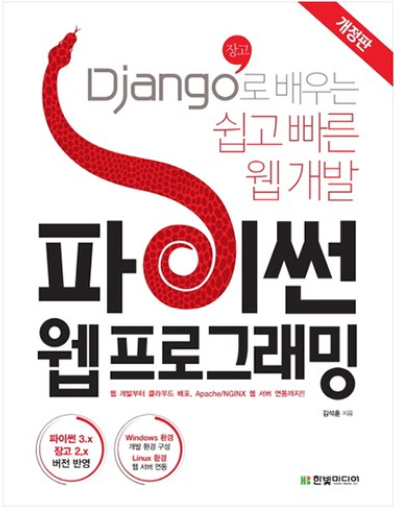 개정판
장고
Django로 배우는
쉽고 빠른
웹 개발
파이썬
웹 프로그래밍
웹 개발부터 클라우드 배포, Apache/NGINX 웹 서버 연동까지!!
김석훈 지음
파이썬 3.x
장고 2.x
버전 반영
Windows 환경
개발 환경 구성
Linux 환경
웹 서버 연동
한빛미디어